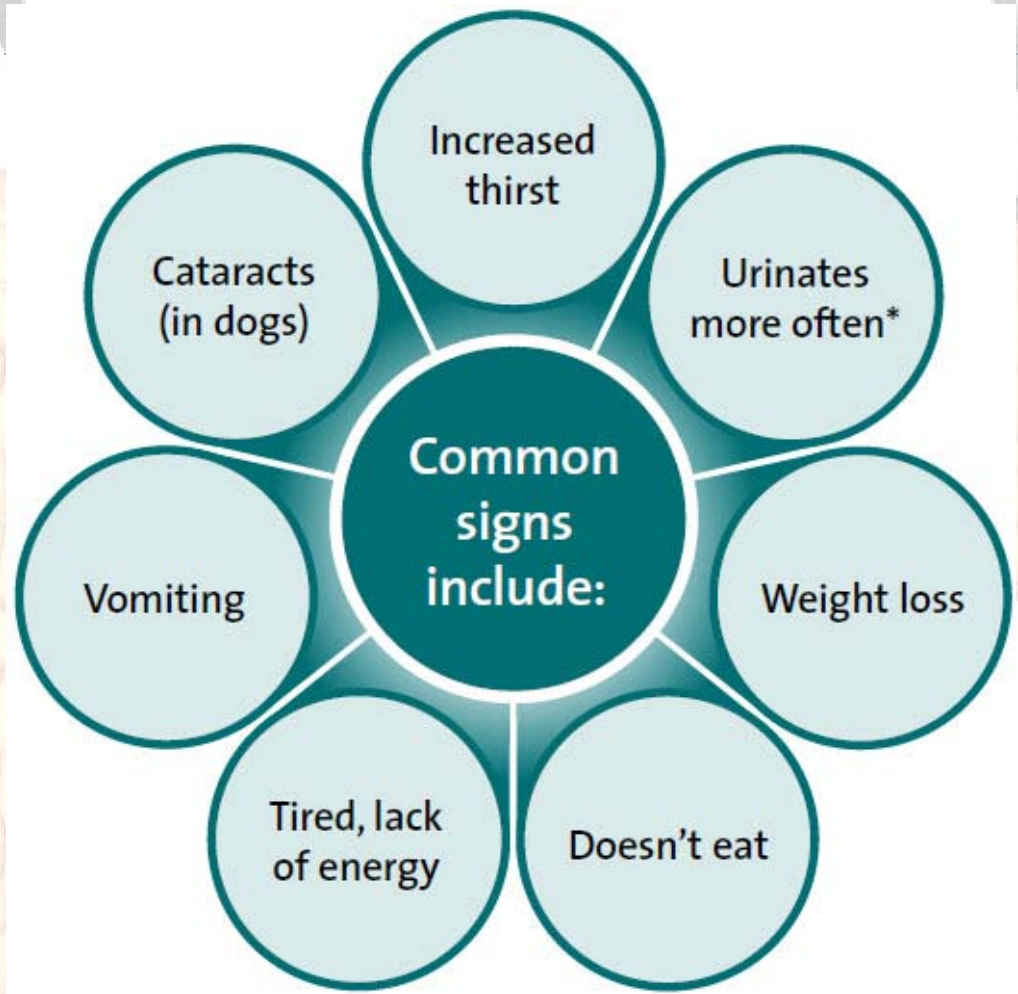 Common
signs
include:
Increased
thirst
Urinates
more often*
Weight loss
Doesn’t eat
Tired, lack
of energy
Vomiting
Cataracts
(in dogs)